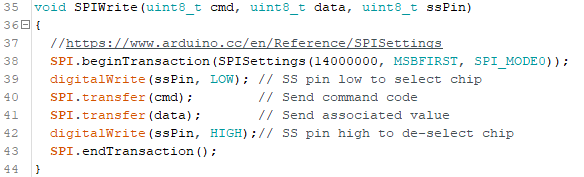 35 void SPIWrite(uint8_t cmd, uint8_t data, uint8_t ssPin)
36 {
37 //https://www.arduino.cc/en/Reference/SPISettings
38 SPI.beginTransaction(SPISettings(14000000, MSBFIRST, SPI_MODE0));
39 digitalWrite(ssPin, LOW); // SS pin low to select chip
40 SPI.transfer(cmd); // Send command code
41 SPI.transfer(data); // Send associated value
42 digitalWrite(ssPin, HIGH);// SS pin high to de-select chip
43 SPI.endTransaction();
44 }